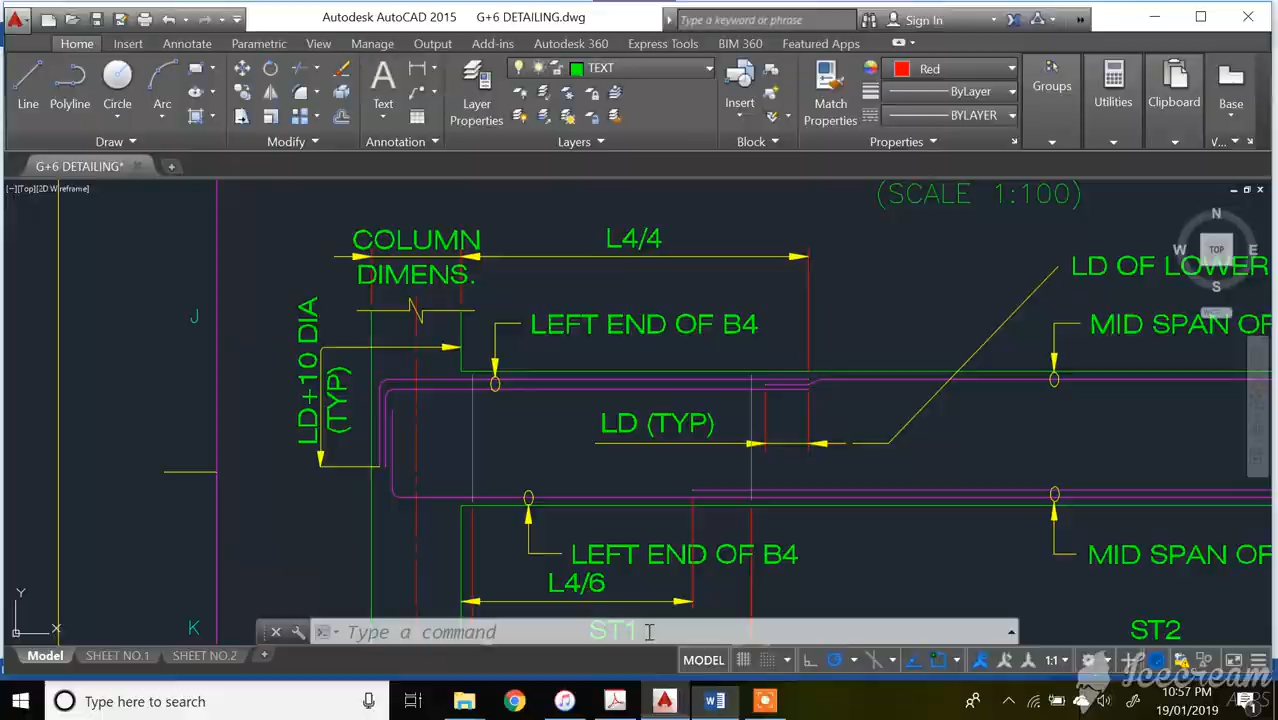 Autodesk AutoCAD 2015 G+6 DETAILING.dwg
Type a keyword or phrase
Sign In
Home Insert Annotate Parametric View Manage Output Add-ins Autodesk 360 Express Tools BIM 360 Featured Apps
TEXT
Red
ByLayer
BYLAYER
Line Polyline Circle Arc
Text
Layer
Properties
Insert
Match
Properties
Groups
Utilities
Clipboard
Base
Draw Modify Annotation Layers Block Properties V...
G+6 DETAILING*
[−][Top][2D Wireframe]
(SCALE 1:100)
N
W TOP E
S
COLUMN
DIMENS.
L4/4
LD OF LOWER
J
LEFT END OF B4
MID SPAN OF
LD+10 DIA
(TYP)
LD (TYP)
LEFT END OF B4
MID SPAN OF
L4/6
Y
X
K
Type a command
ST1
ST2
Model SHEET NO.1 SHEET NO.2 +
MODEL
1:1
Icecream
APPS
Type here to search
10:57 PM
19/01/2019
1